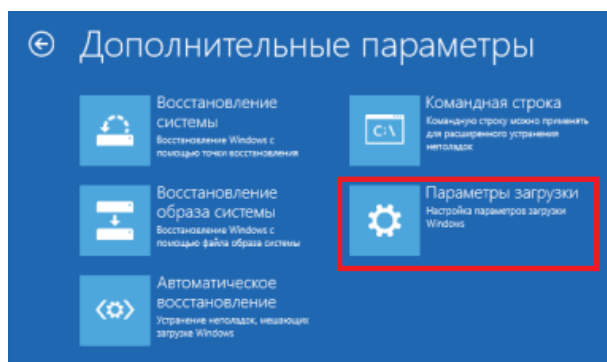 Дополнительные параметры
Восстановление
системы
Восстановление Windows с
помощью точки восстановления
Восстановление
образа системы
Восстановление Windows с
помощью файла образа системы
Автоматическое
восстановление
Устранение неполадок, мешающих
загрузке Windows
Командная строка
Командную строку можно применять
для расширенного устранения
неполадок
C:\
Параметры загрузки
Настройка параметров загрузки
Windows